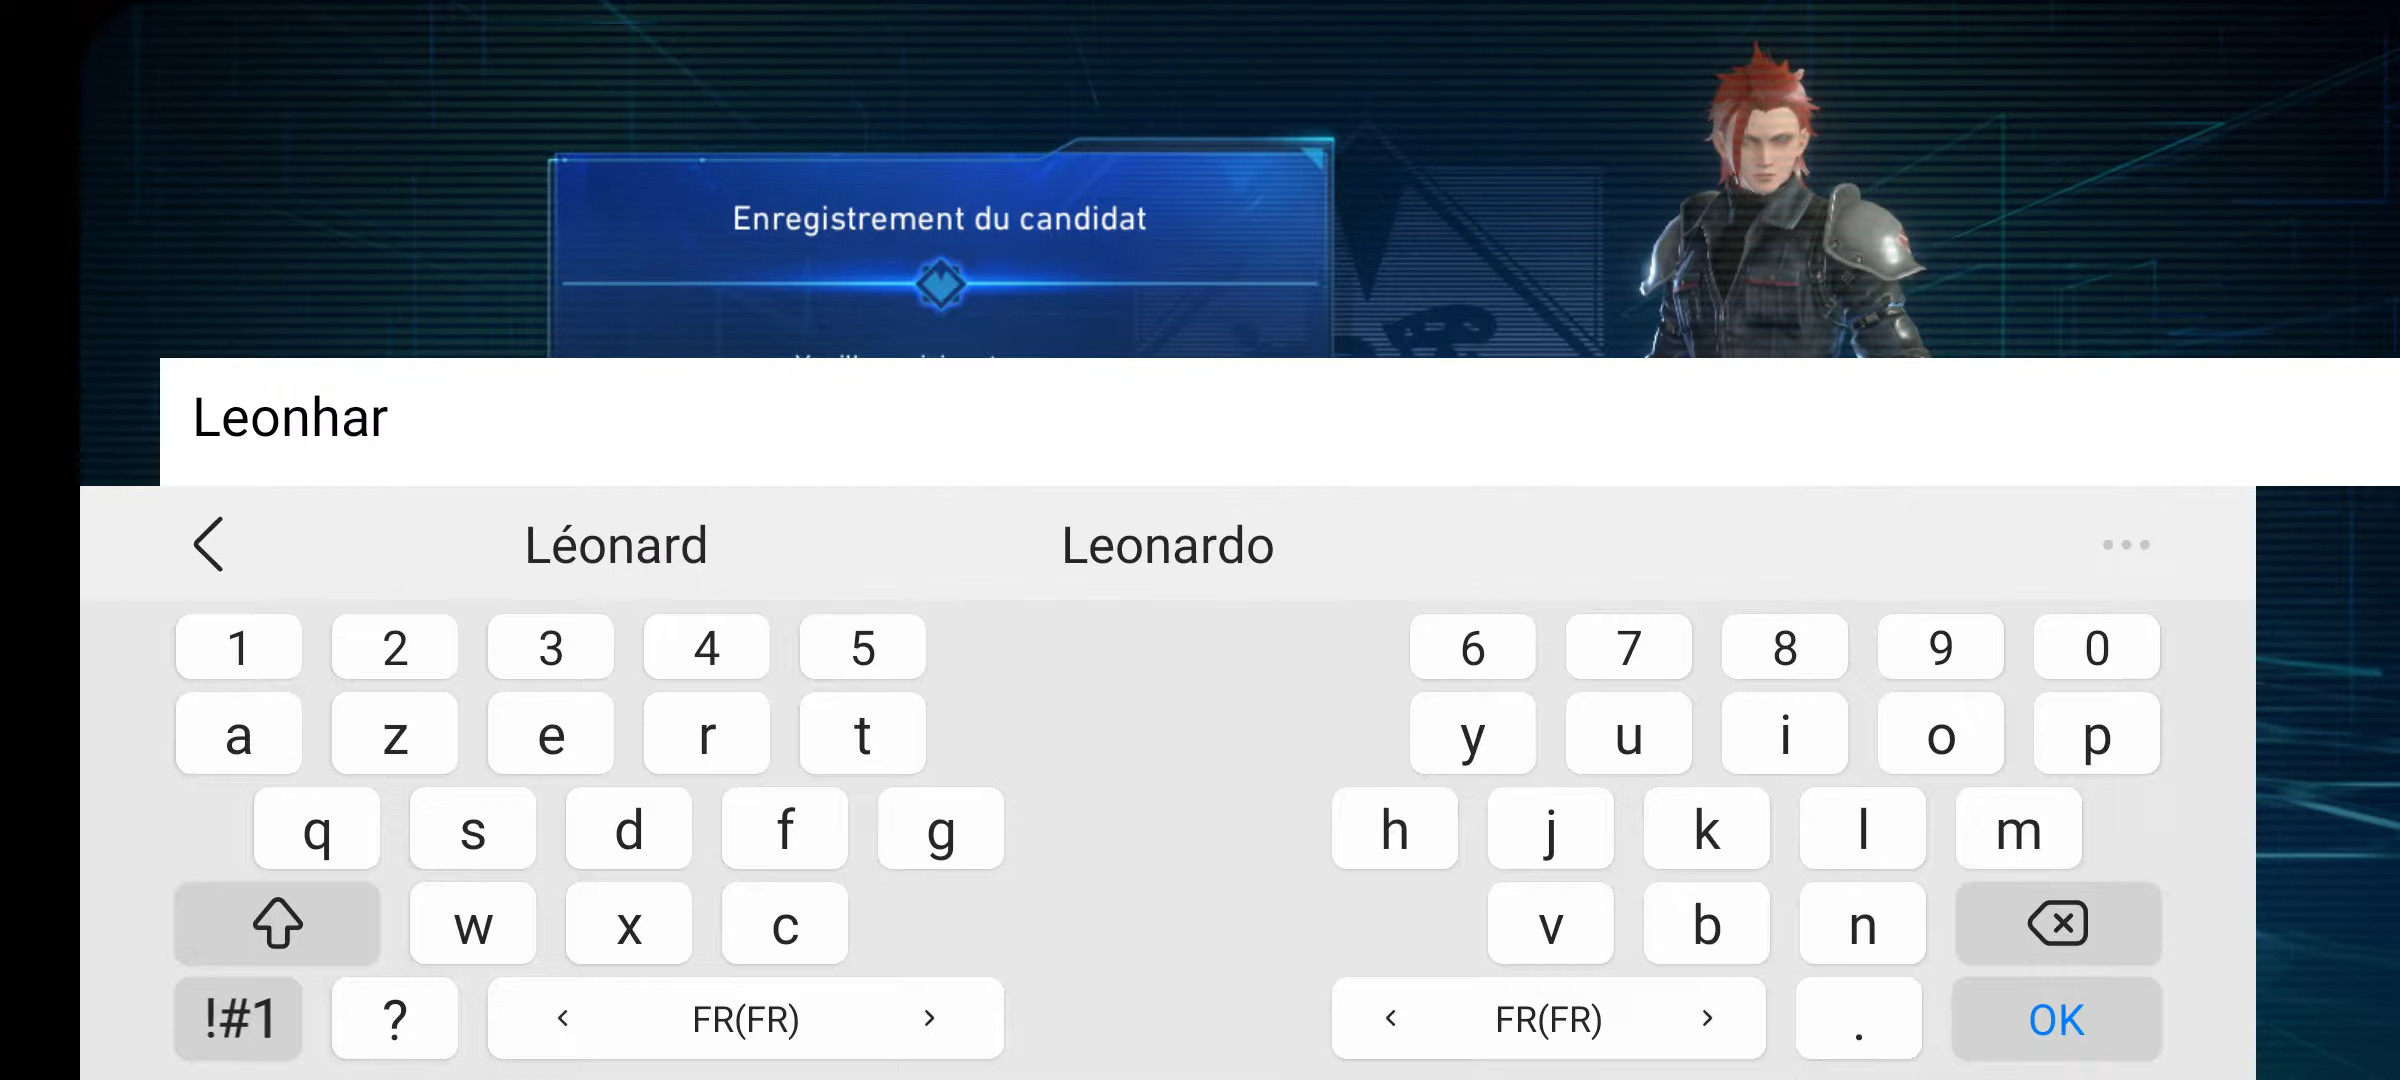 Enregistrement du candidat
Leonhar
Léonard Leonardo
1 2 3 4 5 6 7 8 9 0
a z e r t y u i o p
q s d f g h j k l m
w x c v b n
!#1 ? < FR(FR) > < FR(FR) > . OK